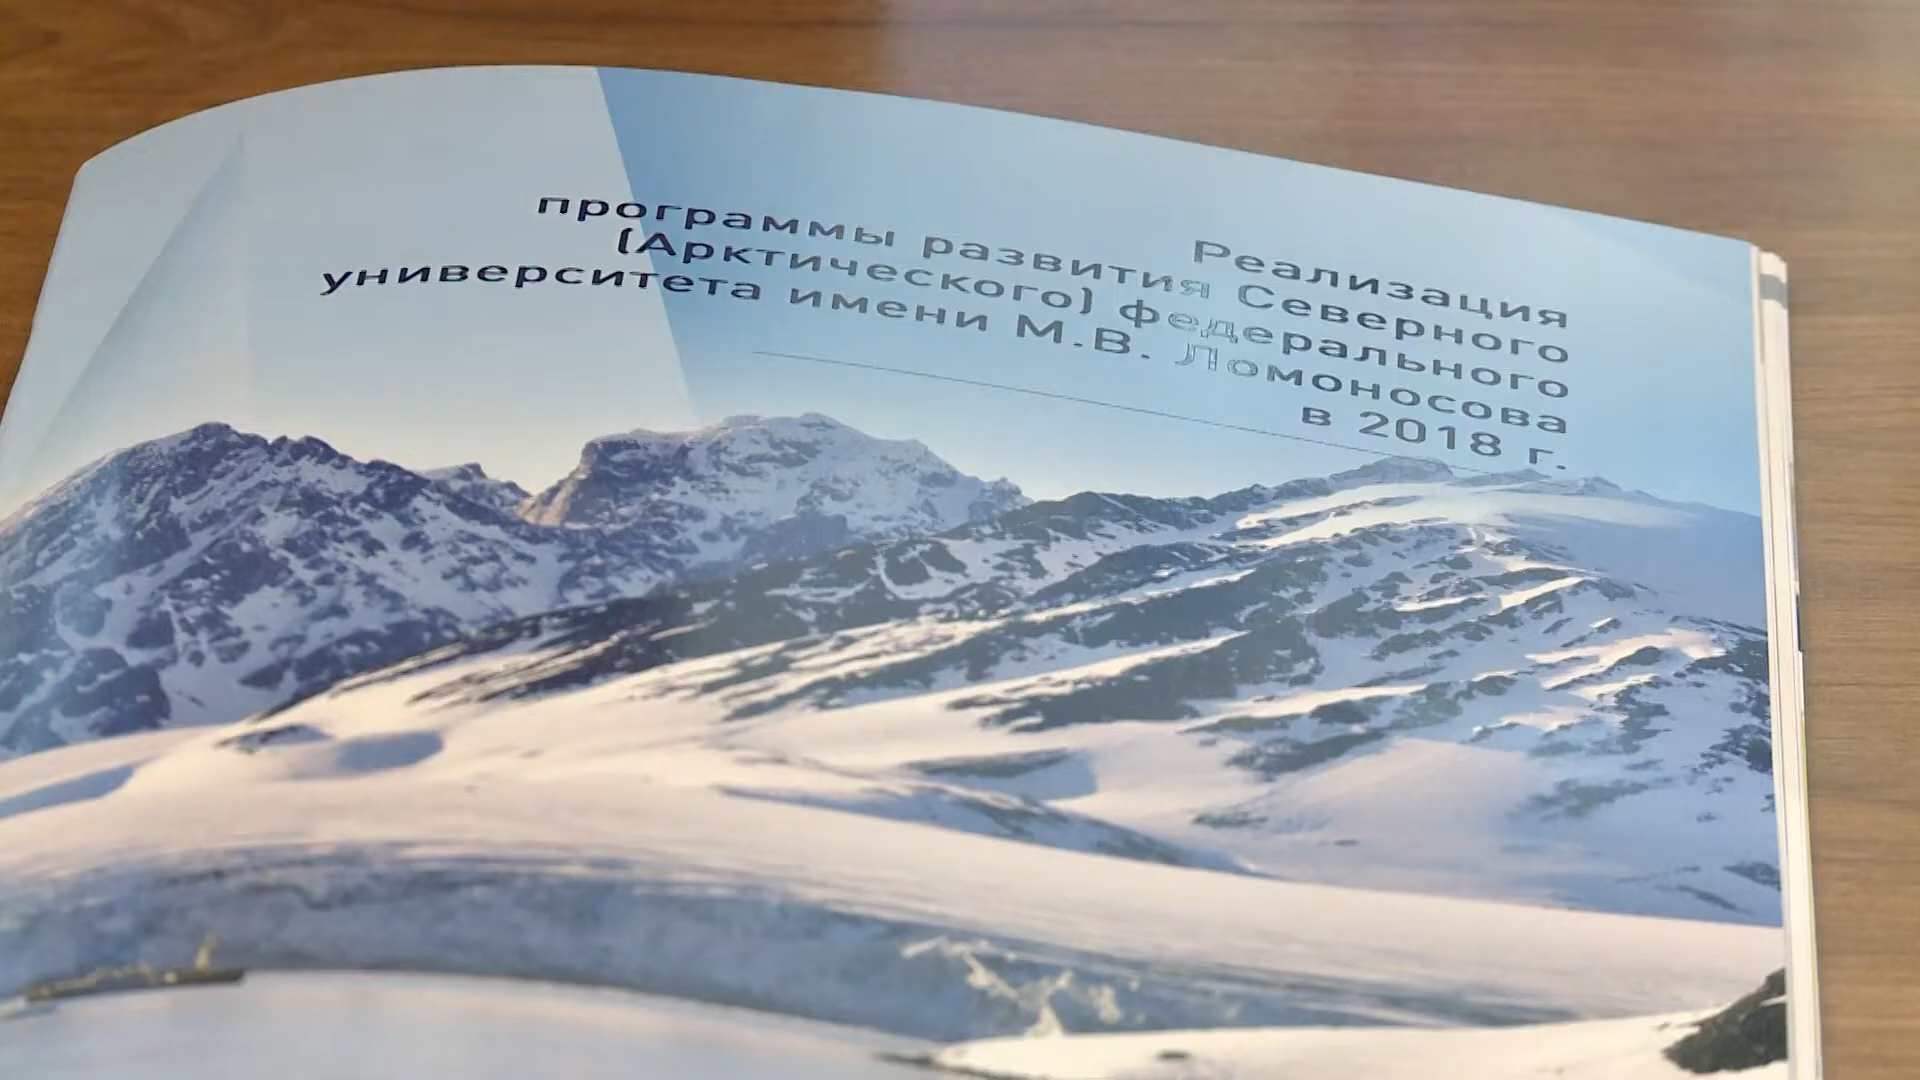 Реализация
программы развития Северного
(Арктического) федерального
университета имени М.В. Ломоносова
в 2018 г.